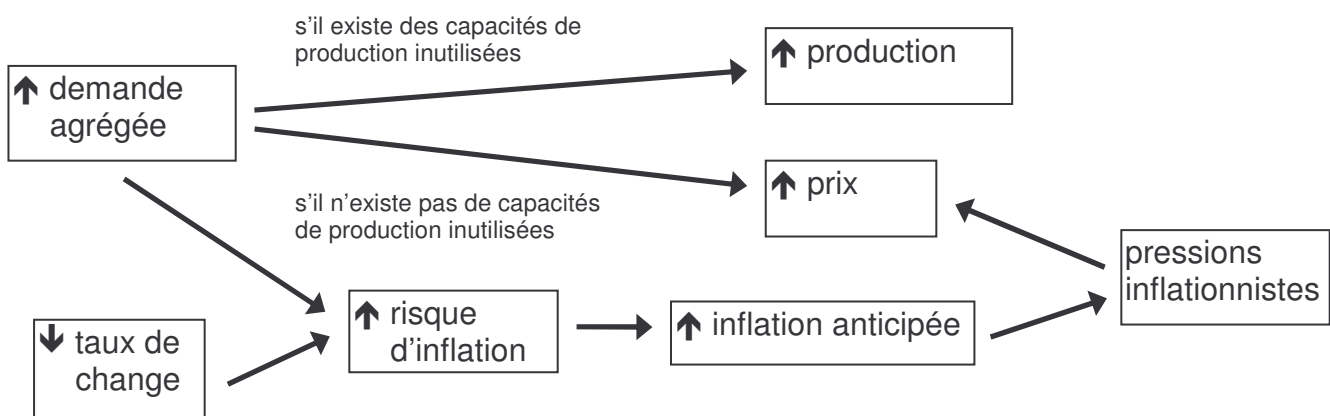 s’il existe des capacités de
production inutilisées
🡹 production
🡹 demande
agrégée
🡹 prix
s’il n’existe pas de capacités
de production inutilisées
pressions
inflationnistes
🡹 risque
d’inflation
🡹 inflation anticipée
🡻 taux de
change